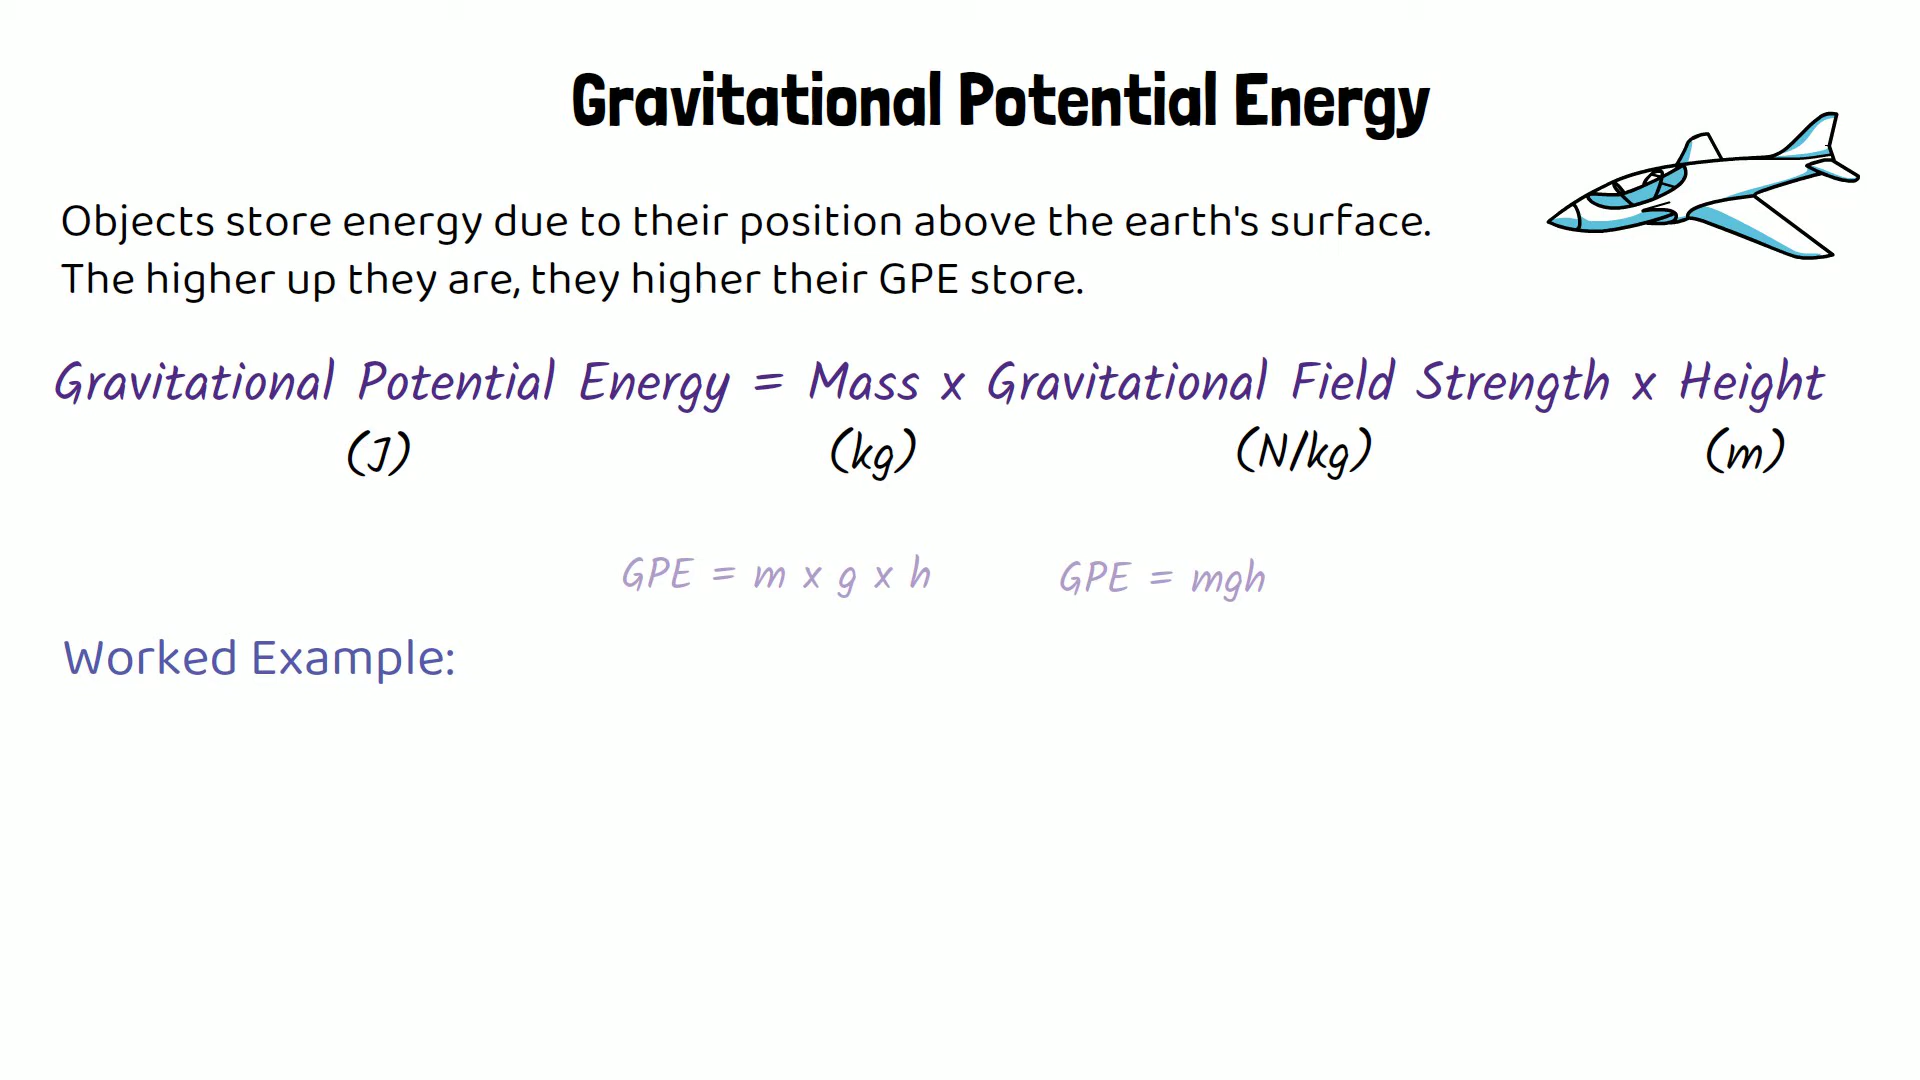 Gravitational Potential Energy
Objects store energy due to their position above the earth's surface.
The higher up they are, they higher their GPE store.
Gravitational Potential Energy = Mass x Gravitational Field Strength x Height
(J) (kg) (N/kg) (m)
GPE = m x g x h GPE = mgh
Worked Example: